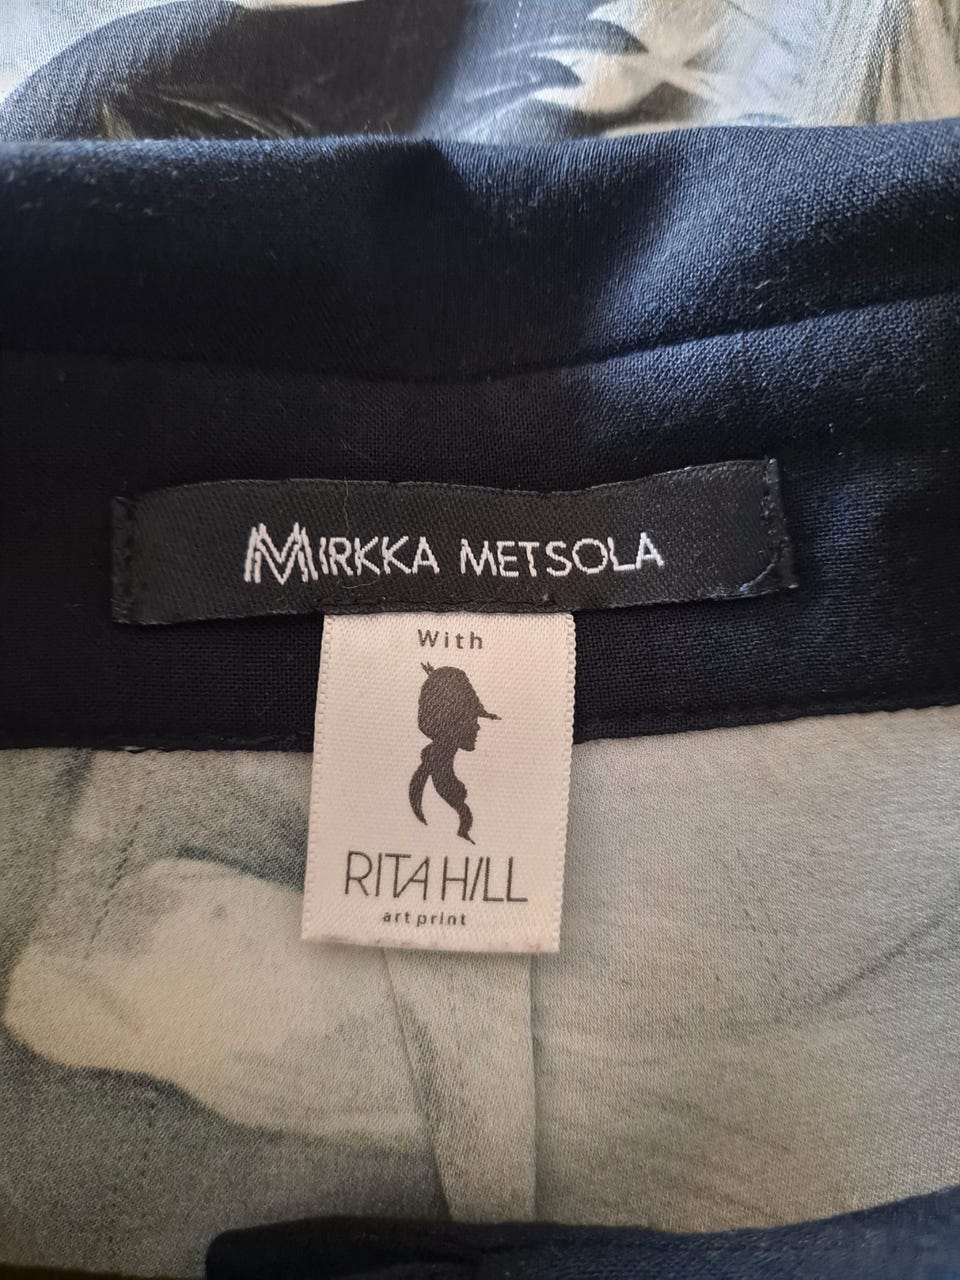 MIRKKA METSOLA
With
RITA HILL
art print